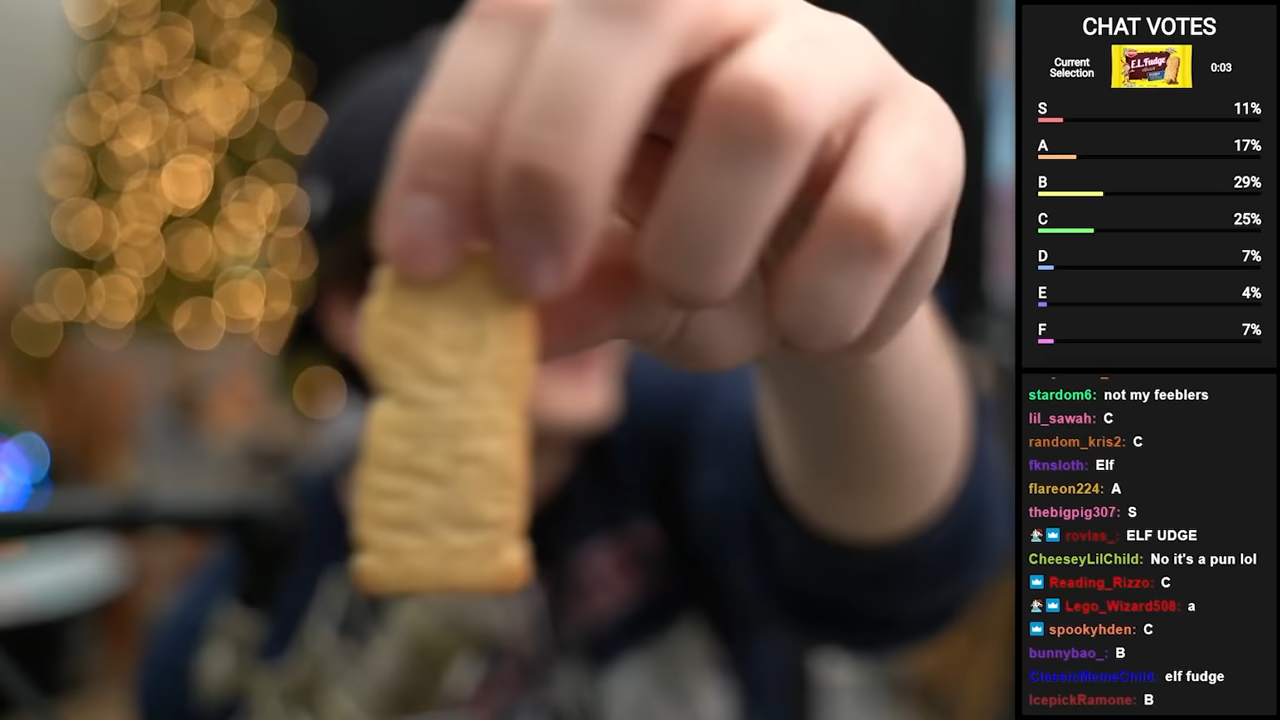 CHAT VOTES
Current
Selection
E.L.Fudge
0:03
S 11%
A 17%
B 29%
C 25%
D 7%
E 4%
F 7%
stardom6: not my feeblers
lil_sawah: C
random_kris2: C
fknsloth: Elf
flareon224: A
thebigpig307: S
rovias_: ELF UDGE
CheeseyLilChild: No it's a pun lol
Reading_Rizzo: C
Lego_Wizard508: a
spookyhden: C
bunnybao_: B
ClassicMemeChild: elf fudge
IcepickRamone: B